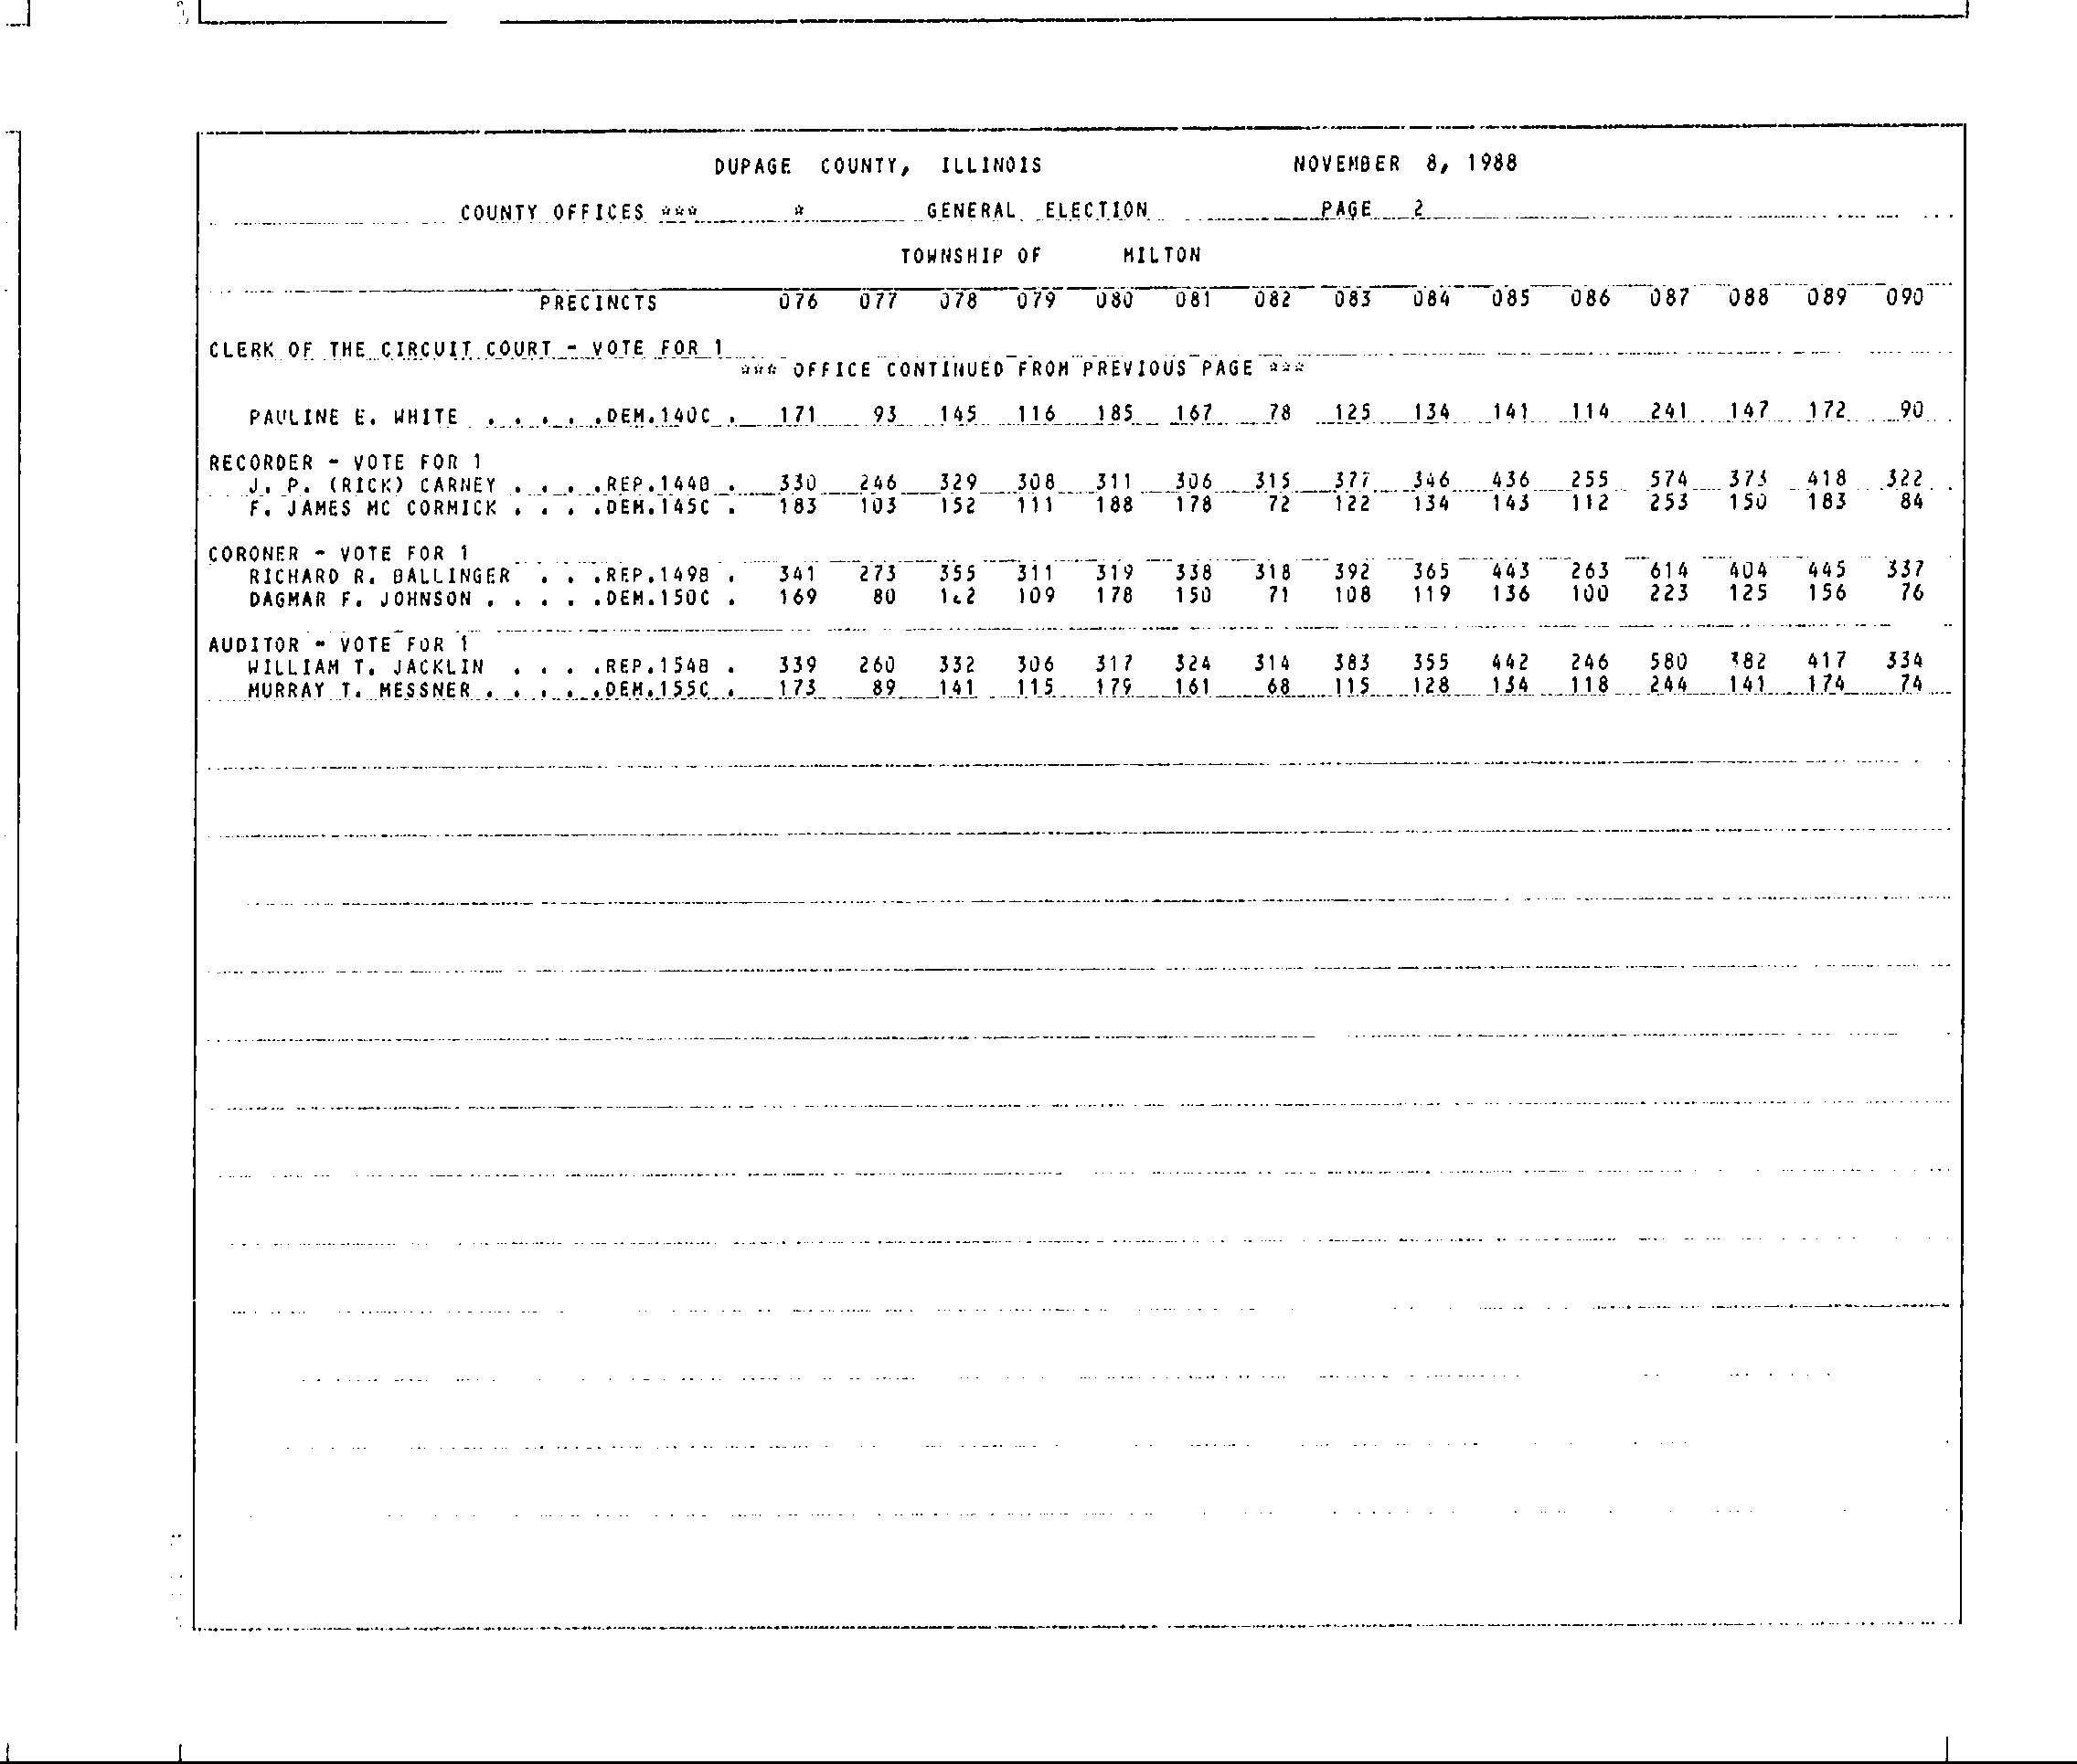 DUPAGE COUNTY, ILLINOIS NOVEMBER 8, 1988
COUNTY OFFICES *** * GENERAL ELECTION PAGE 2
TOWNSHIP OF MILTON
PRECINCTS 076 077 078 079 080 081 082 083 084 085 086 087 088 089 090
CLERK OF THE CIRCUIT COURT - VOTE FOR 1
*** OFFICE CONTINUED FROM PREVIOUS PAGE ***
PAULINE E. WHITE . . . . .DEM.140C . 171 93 145 116 185 167 78 125 134 141 114 241 147 172 90
RECORDER - VOTE FOR 1
J. P. (RICK) CARNEY . . . .REP.144B . 330 246 329 308 311 306 315 377 346 436 255 574 373 418 322
F. JAMES MC CORMICK . . . .DEM.145C . 183 103 152 111 188 178 72 122 134 143 112 253 150 183 84
CORONER - VOTE FOR 1
RICHARD R. BALLINGER . . .REP.149B . 341 273 355 311 319 338 318 392 365 443 263 614 404 445 337
DAGMAR F. JOHNSON . . . . .DEM.150C . 169 80 109 178 150 71 108 119 136 100 223 125 156 76
AUDITOR - VOTE FOR 1
WILLIAM T. JACKLIN . . . .REP.154B . 339 260 332 306 317 324 314 383 355 442 246 580 382 417 334
MURRAY T. MESSNER . . . . .DEM.155C . 173 89 141 115 179 161 68 115 128 134 118 244 141 174 74